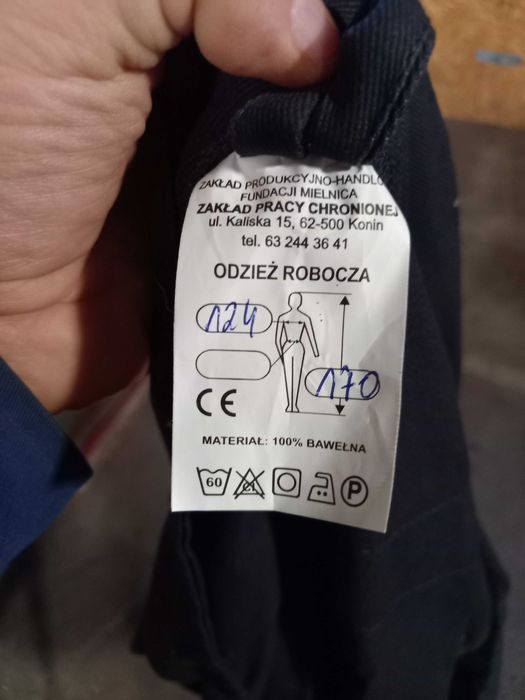 ZAKŁAD PRODUKCYJNO-HANDLO
FUNDACJI MIELNICA
ZAKŁAD PRACY CHRONIONEJ
ul. Kaliska 15, 62-500 Konin
tel. 63 244 36 41
ODZIEŻ ROBOCZA
124
170
CE
MATERIAŁ: 100% BAWEŁNA
60 CL P